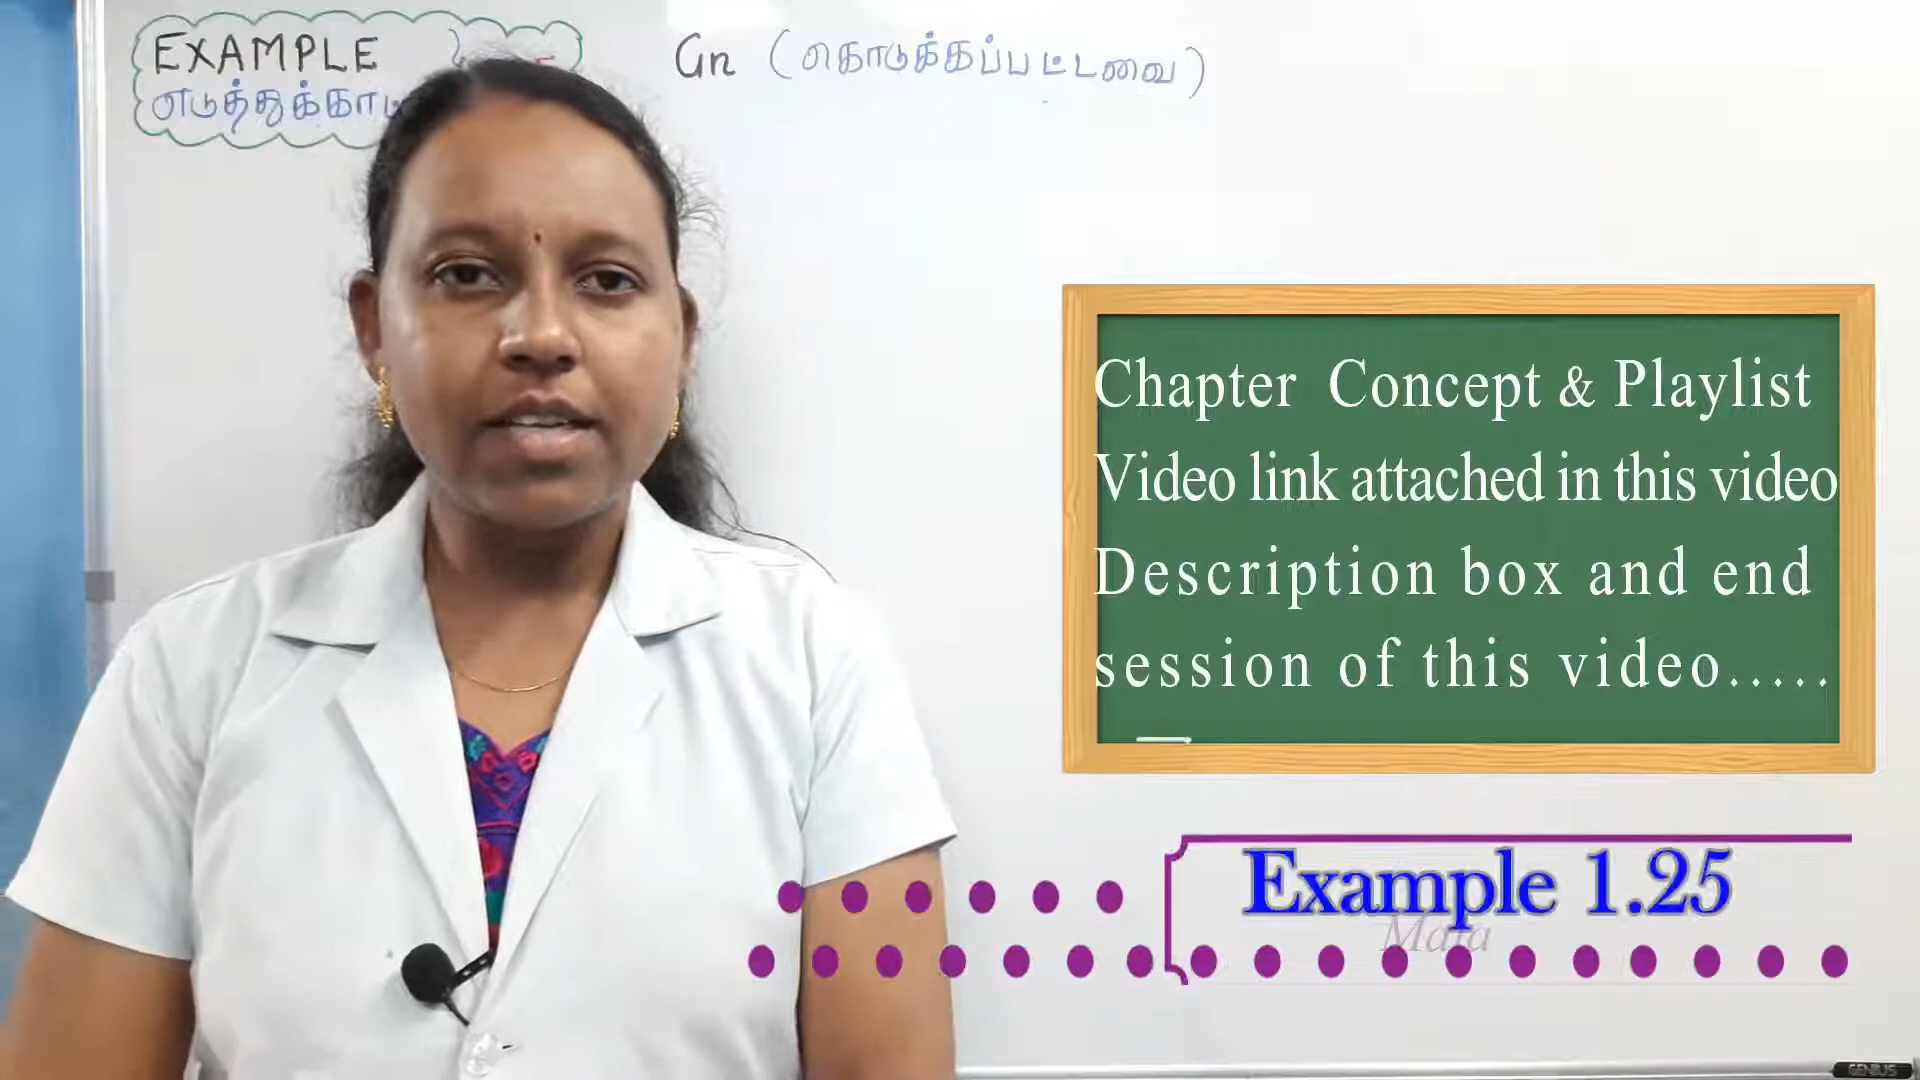 EXAMPLE
Gn (கொடுக்கப்பட்டவை)
Chapter Concept & Playlist
Video link attached in this video
Description box and end
session of this video.....
Example 1.25
GENIUS